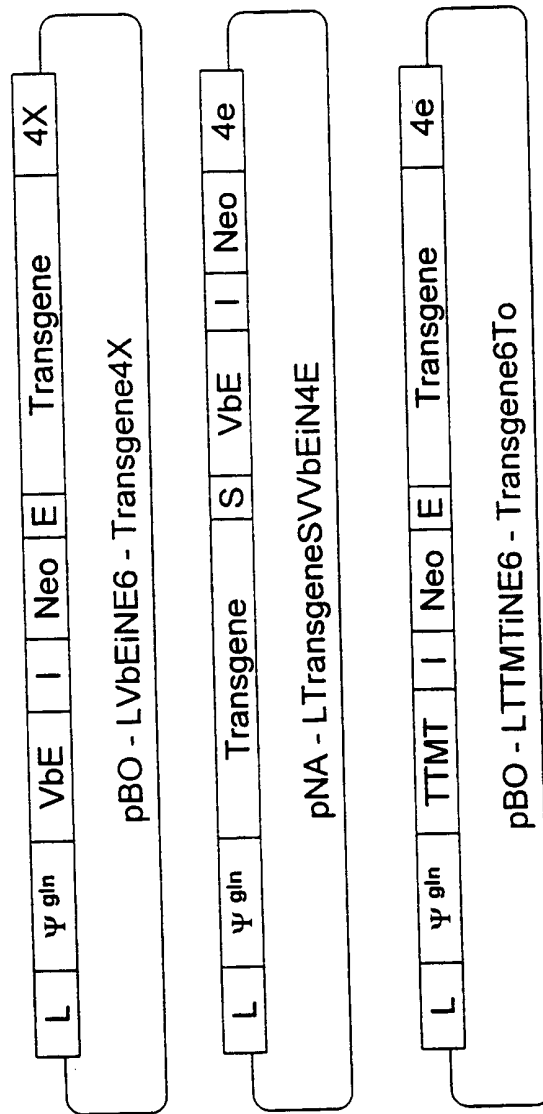 L Ψ gln VbE I Neo E Transgene 4X
pBO - LVbEiNE6 - Transgene4X
L Ψ gln Transgene S VbE I Neo 4e
pNA - LTransgeneSVVbEiN4E
L Ψ gln TTMT I Neo E Transgene 4e
pBO - LTTMTiNE6 - Transgene6To